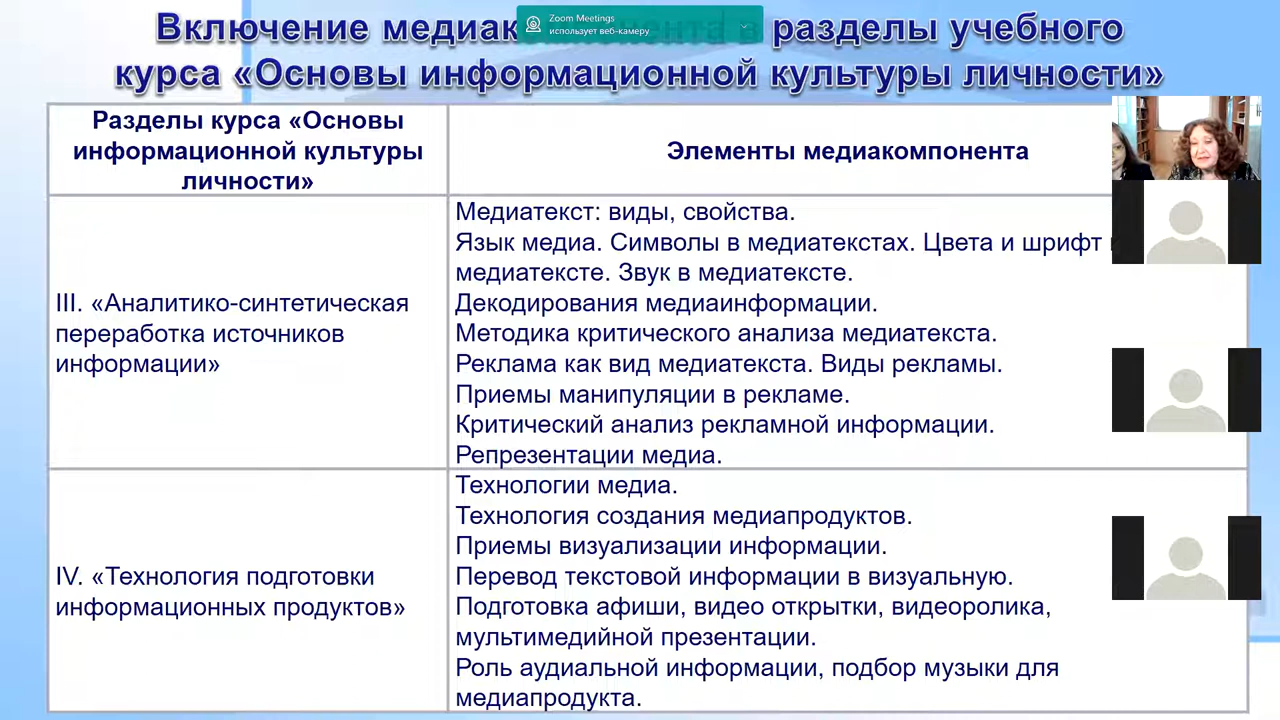 Включение в разделы учебного
Zoom Meetings
использует веб-камеру
курса «Основы информационной культуры личности»
Разделы курса «Основы
информационной культуры
личности»
Элементы медиакомпонента
III. «Аналитико-синтетическая
переработка источников
информации»
Медиатекст: виды, свойства.
Язык медиа. Символы в медиатекстах. Цвета и шрифт
медиатексте. Звук в медиатексте.
Декодирования медиаинформации.
Методика критического анализа медиатекста.
Реклама как вид медиатекста. Виды рекламы.
Приемы манипуляции в рекламе.
Критический анализ рекламной информации.
Репрезентации медиа.
IV. «Технология подготовки
информационных продуктов»
Технологии медиа.
Технология создания медиапродуктов.
Приемы визуализации информации.
Перевод текстовой информации в визуальную.
Подготовка афиши, видео открытки, видеоролика,
мультимедийной презентации.
Роль аудиальной информации, подбор музыки для
медиапродукта.